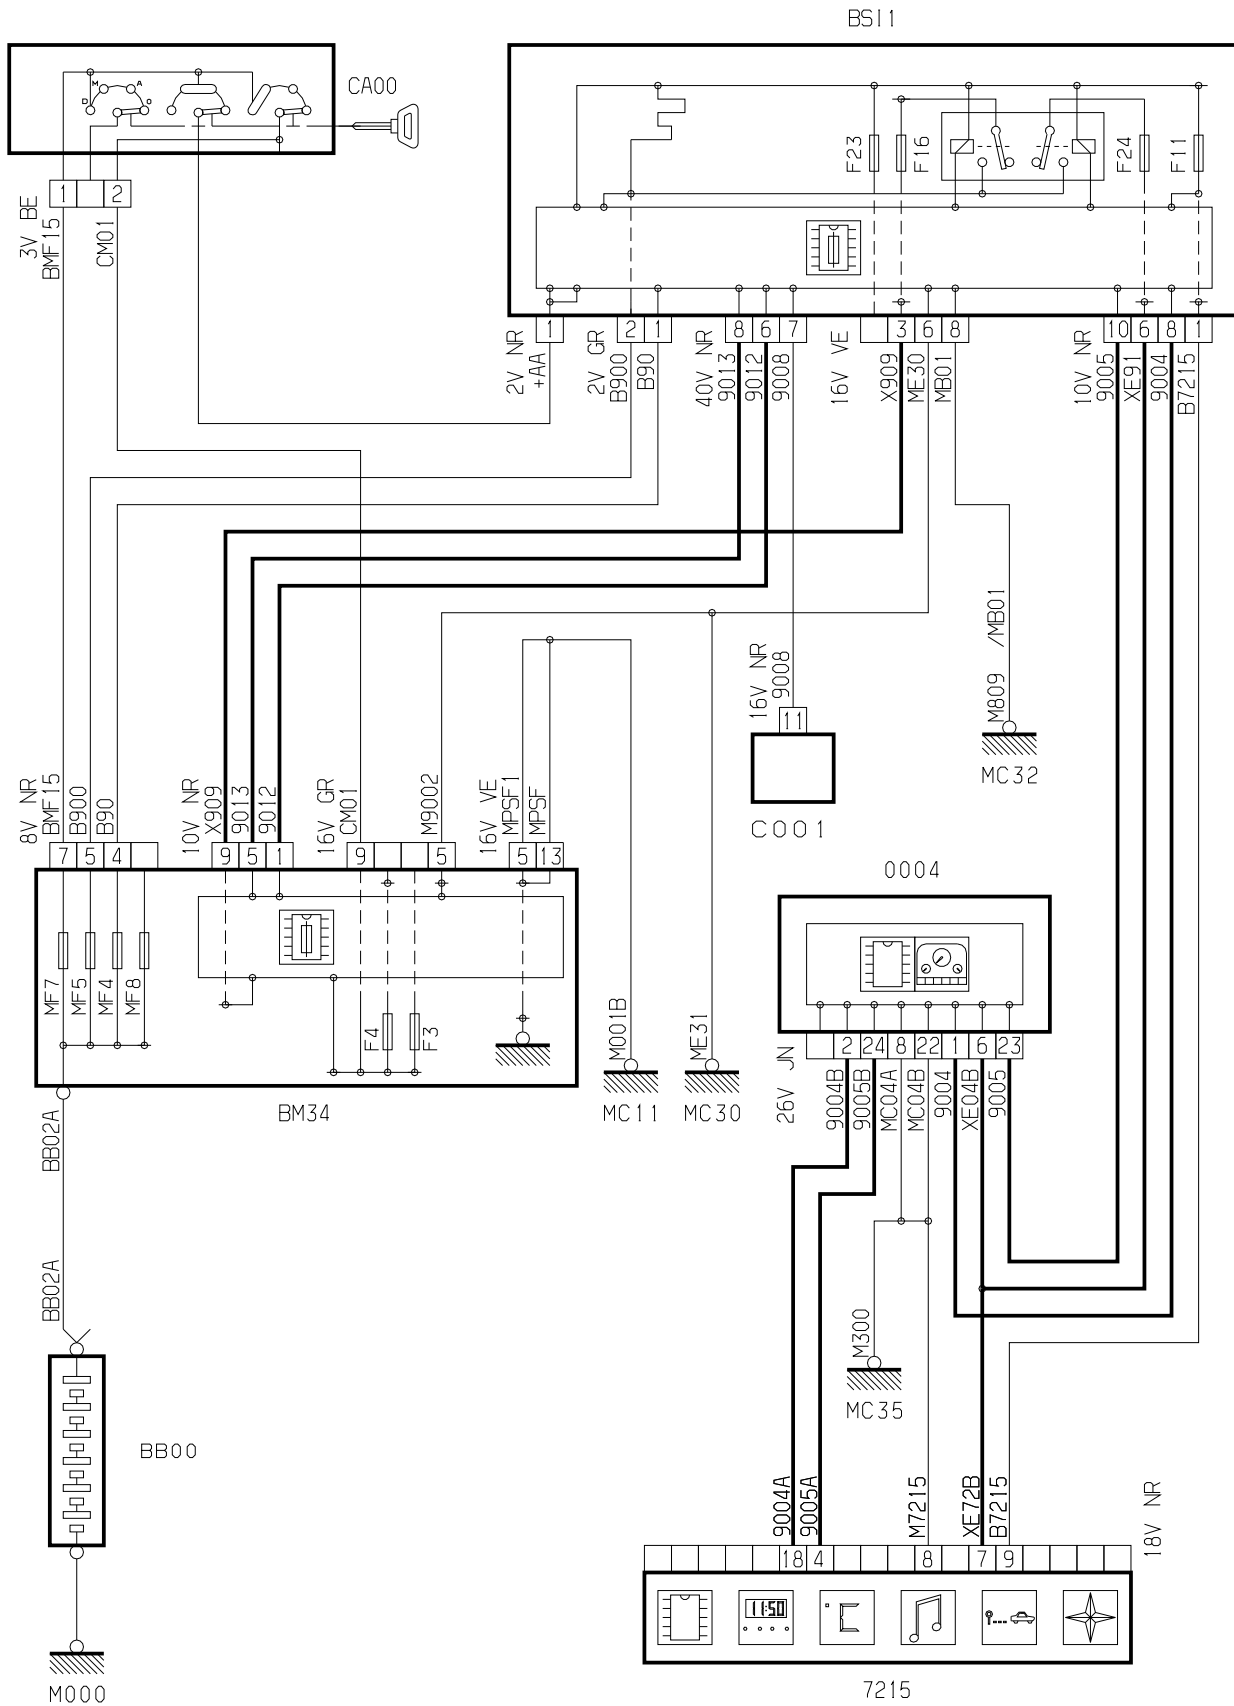 BSI1
CA00
M
A
D
O
F23
F16
F24
F11
1
2
3V BE
BMF15
CM01
1
2
1
8
6
7
3
6
8
10
6
8
1
2V NR
+AA
2V GR
B900
B90
40V NR
9013
9012
9008
16V VE
X909
ME30
MB01
10V NR
9005
XE91
9004
B7215
16V NR
9008
11
C001
M809 /MB01
MC32
8V NR
BMF15
B900
B90
10V NR
X909
9013
9012
16V GR
CM01
M9002
16V VE
MPSF1
MPSF
7
5
4
9
5
1
9
5
5
13
MF7
MF5
MF4
MF8
F4
F3
BM34
M001B
MC11
ME31
MC30
0004
2
24
8
22
1
6
23
26V JN
9004B
9005B
MC04A
MC04B
9004
XE04B
9005
BB02A
BB02A
BB00
M000
M300
MC35
9004A
9005A
M7215
XE72B
B7215
18V NR
18
4
8
7
9
11:50
°C
7215